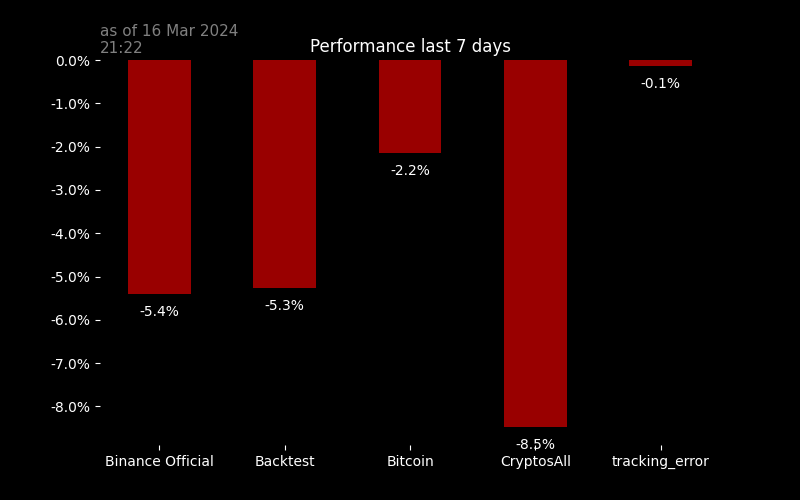 as of 16 Mar 2024
21:22
Performance last 7 days
0.0%
-1.0%
-2.0%
-3.0%
-4.0%
-5.0%
-6.0%
-7.0%
-8.0%
-5.4%
-5.3%
-2.2%
-8.5%
-0.1%
Binance Official
Backtest
Bitcoin
CryptosAll
tracking_error